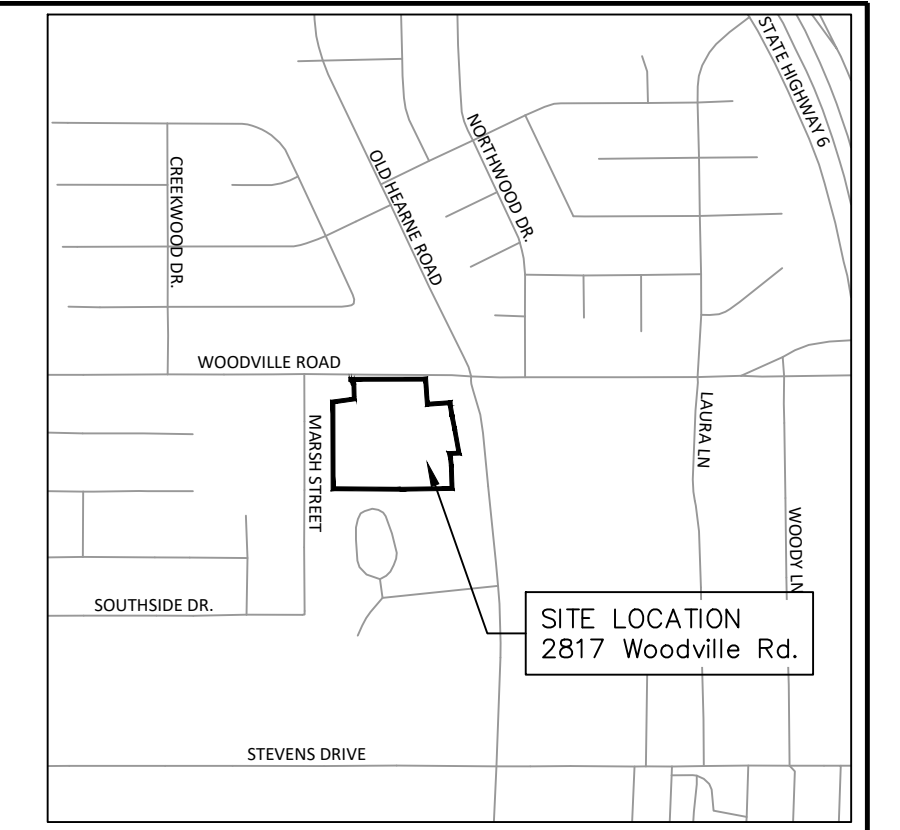 STATE HIGHWAY 6
NORTHWOOD DR.
OLD HEARNE ROAD
CREEKWOOD DR.
WOODVILLE ROAD
MARSH STREET
LAURA LN
WOODY LN
SOUTHSIDE DR.
SITE LOCATION
2817 Woodville Rd.
STEVENS DRIVE